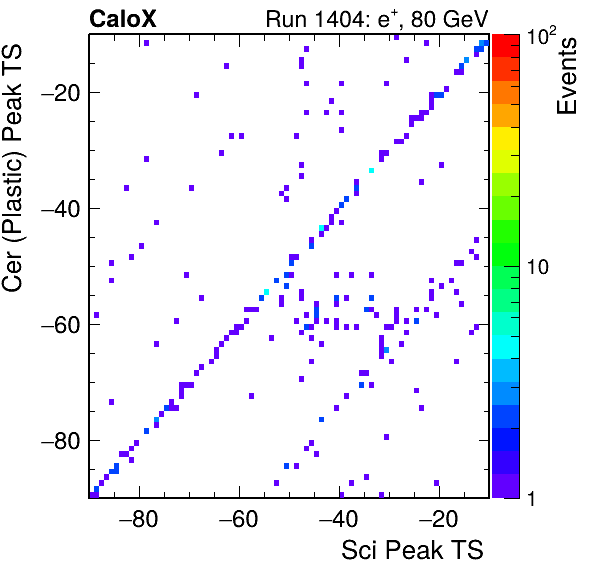 CaloX Run 1404: e⁺, 80 GeV
Cer (Plastic) Peak TS
−20
−40
−60
−80
−80 −60 −40 −20
Sci Peak TS
10²
10
1
Events